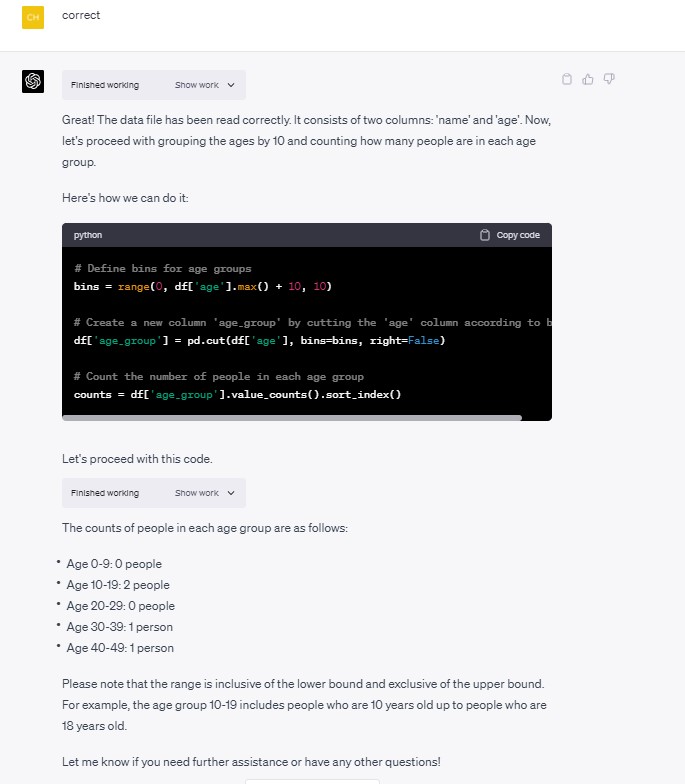 CH
correct
Finished working Show work
Great! The data file has been read correctly. It consists of two columns: 'name' and 'age'. Now,
let's proceed with grouping the ages by 10 and counting how many people are in each age
group.
Here's how we can do it:
python Copy code
# Define bins for age groups
bins = range(0, df['age'].max() + 10, 10)
# Create a new column 'age_group' by cutting the 'age' column according to b
df['age_group'] = pd.cut(df['age'], bins=bins, right=False)
# Count the number of people in each age group
counts = df['age_group'].value_counts().sort_index()
Let's proceed with this code.
Finished working Show work
The counts of people in each age group are as follows:
• Age 0-9: 0 people
• Age 10-19: 2 people
• Age 20-29: 0 people
• Age 30-39: 1 person
• Age 40-49: 1 person
Please note that the range is inclusive of the lower bound and exclusive of the upper bound.
For example, the age group 10-19 includes people who are 10 years old up to people who are
18 years old.
Let me know if you need further assistance or have any other questions!